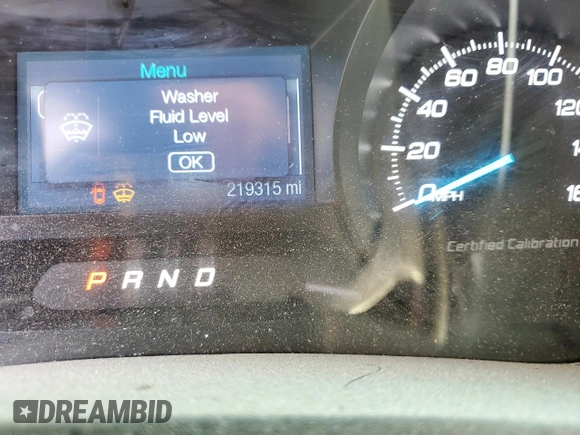 Menu
Washer
Fluid Level
Low
OK
219315 mi
0 MPH
20
40
60
80
100
120
Certified Calibration
P R N D
DREAMBID